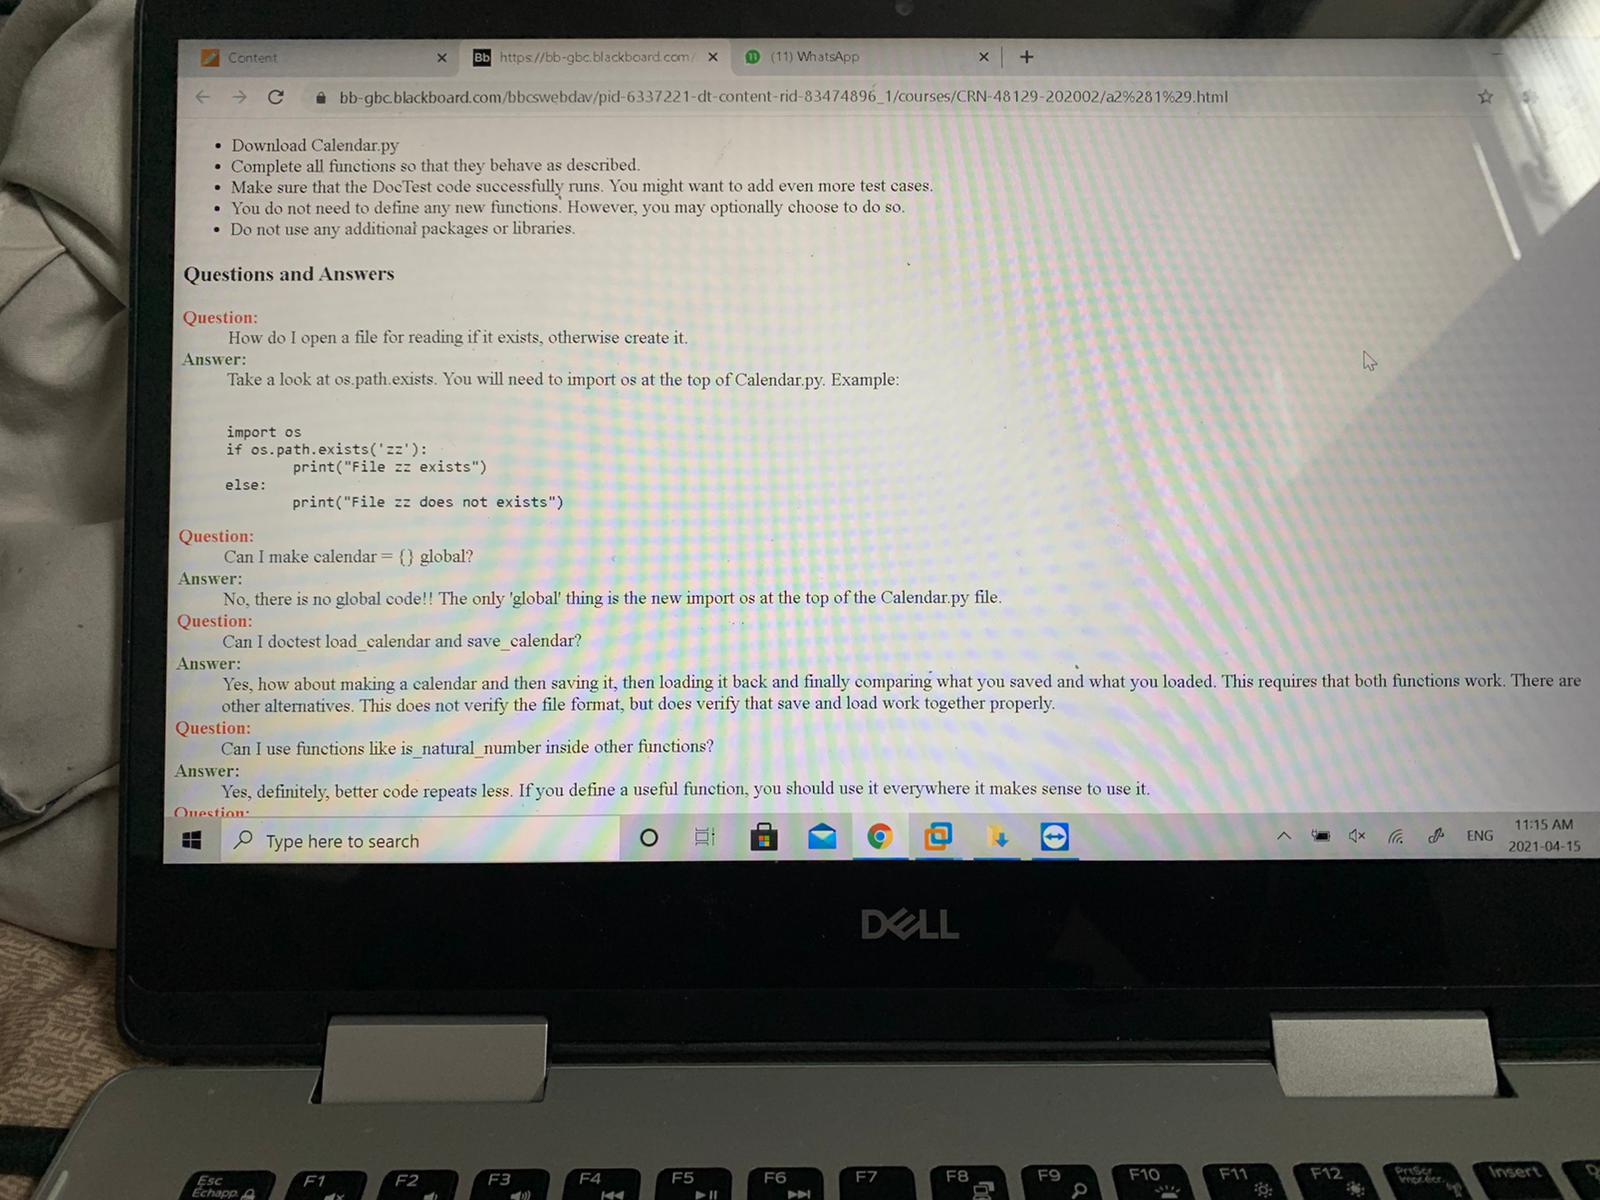 Content
https://bb-gbc.blackboard.com/
(11) WhatsApp
bb-gbc.blackboard.com/bbcswebdav/pid-6337221-dt-content-rid-83474896_1/courses/CRN-48129-202002/a2%281%29.html
• Download Calendar.py
• Complete all functions so that they behave as described.
• Make sure that the DocTest code successfully runs. You might want to add even more test cases.
• You do not need to define any new functions. However, you may optionally choose to do so.
• Do not use any additional packages or libraries.
Questions and Answers
Question:
How do I open a file for reading if it exists, otherwise create it.
Answer:
Take a look at os.path.exists. You will need to import os at the top of Calendar.py. Example:
import os
if os.path.exists('zz'):
print("File zz exists")
else:
print("File zz does not exists")
Question:
Can I make calendar = {} global?
Answer:
No, there is no global code!! The only 'global' thing is the new import os at the top of the Calendar.py file.
Question:
Can I doctest load_calendar and save_calendar?
Answer:
Yes, how about making a calendar and then saving it, then loading it back and finally comparing what you saved and what you loaded. This requires that both functions work. There are
other alternatives. This does not verify the file format, but does verify that save and load work together properly.
Question:
Can I use functions like is_natural_number inside other functions?
Answer:
Yes, definitely, better code repeats less. If you define a useful function, you should use it everywhere it makes sense to use it.
Question:
Type here to search
ENG
11:15 AM
2021-04-15
DELL
Esc
Échapp.
F1
F2
F3
F4
F5
F6
F7
F8
F9
F10
F11
F12
PrtScr
Impr.écr.
Insert